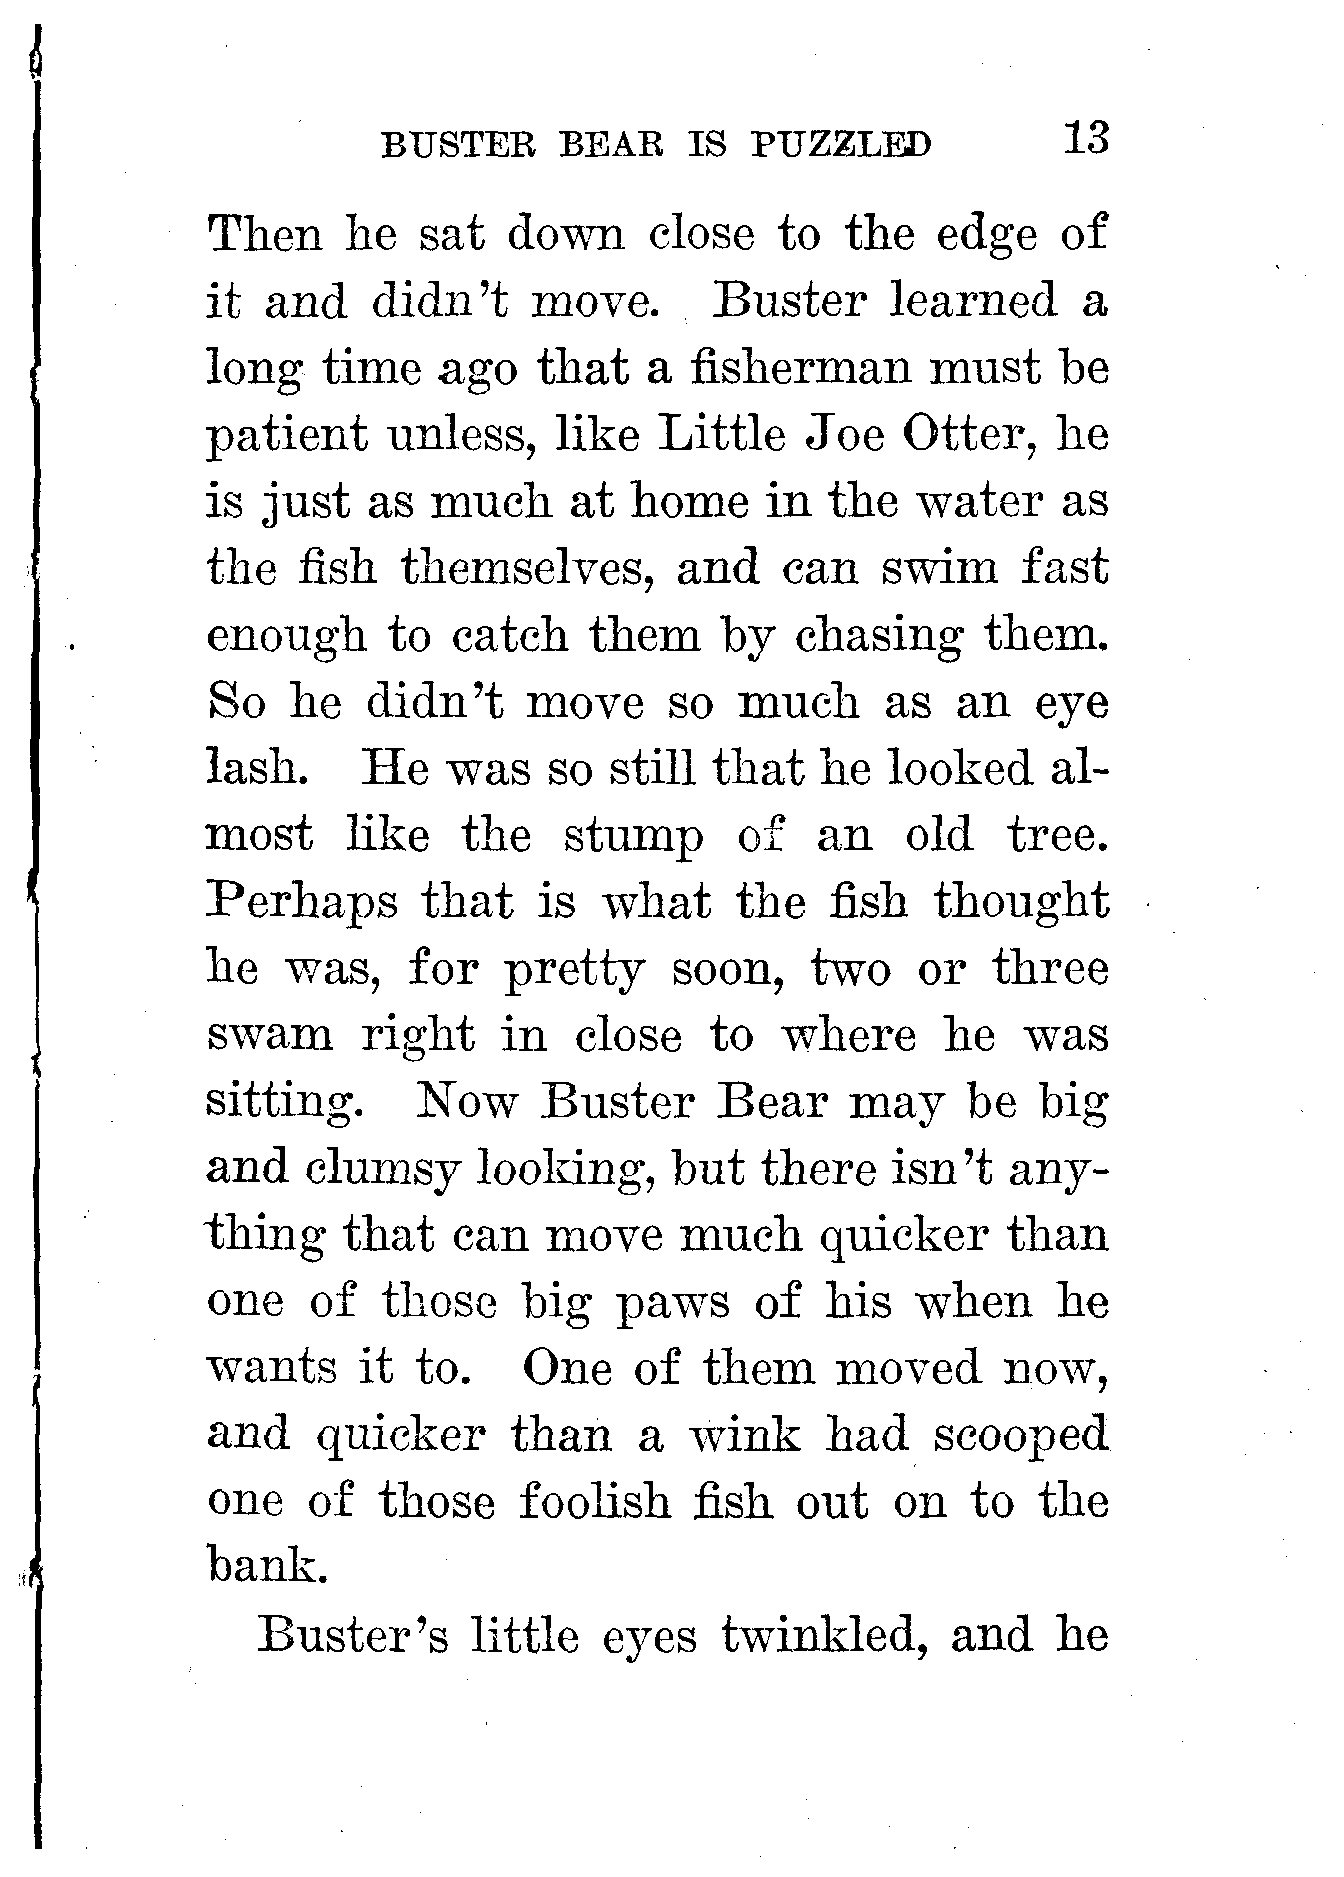 BUSTER BEAR IS PUZZLED 13
Then he sat down close to the edge of
it and didn't move. Buster learned a
long time ago that a fisherman must be
patient unless, like Little Joe Otter, he
is just as much at home in the water as
the fish themselves, and can swim fast
enough to catch them by chasing them.
So he didn't move so much as an eye
lash. He was so still that he looked al-
most like the stump of an old tree.
Perhaps that is what the fish thought
he was, for pretty soon, two or three
swam right in close to where he was
sitting. Now Buster Bear may be big
and clumsy looking, but there isn't any-
thing that can move much quicker than
one of those big paws of his when he
wants it to. One of them moved now,
and quicker than a wink had scooped
one of those foolish fish out on to the
bank.
Buster's little eyes twinkled, and he